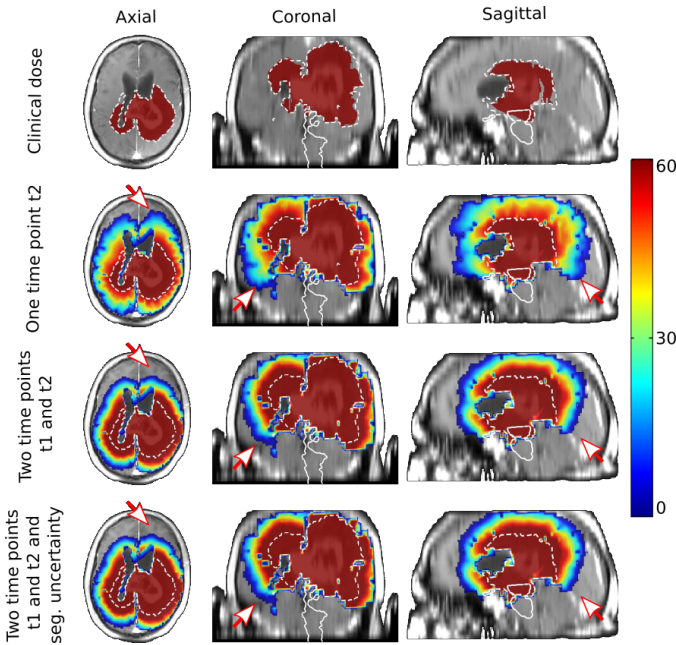 Axial
Coronal
Sagittal
Clinical dose
One time point t2
Two time points
t1 and t2
Two time points
t1 and t2 and
seg. uncertainty
60
30
0